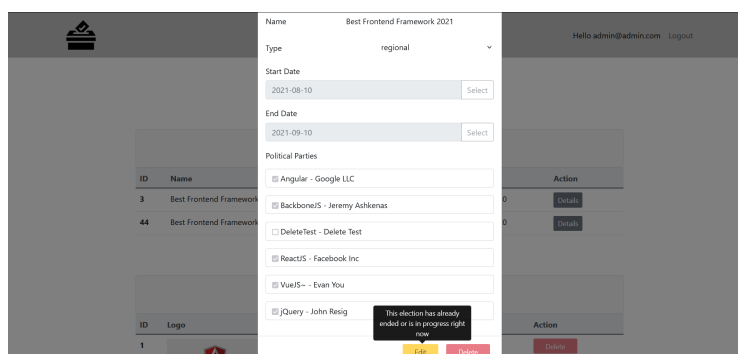 Name Best Frontend Framework 2021
Hello admin@admin.com Logout
Type regional
Start Date
2021-08-10 Select
End Date
2021-09-10 Select
Political Parties
ID Name Action
Angular - Google LLC
3 Best Frontend Framework 0 Details
BackboneJS - Jeremy Ashkenas
44 Best Frontend Framework 0 Details
DeleteTest - Delete Test
ReactJS - Facebook Inc
VueJS~ - Evan You
jQuery - John Resig
This election has already
ended or is in progress right
now
ID Logo Action
1 Delete
Edit Delete